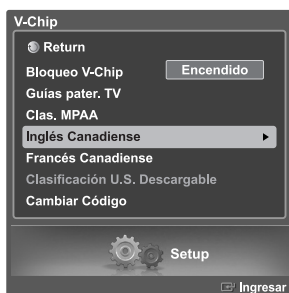 V-Chip
Return
Bloqueo V-Chip Encendido
Guías pater. TV
Clas. MPAA
Inglés Canadiense
Francés Canadiense
Clasificación U.S. Descargable
Cambiar Código
Setup
Ingresar